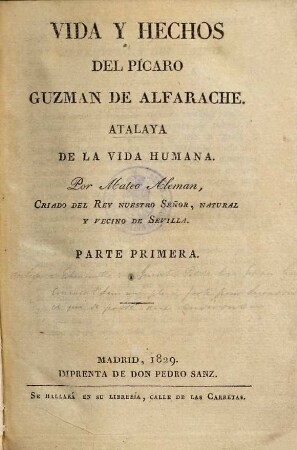 VIDA Y HECHOS
DEL PÍCARO
GUZMAN DE ALFARACHE.
ATALAYA
DE LA VIDA HUMANA.
Por Mateo Aleman,
CRIADO DEL REY NUESTRO SEÑOR, NATURAL
Y VECINO DE SEVILLA.
PARTE PRIMERA.
MADRID, 1829.
IMPRENTA DE DON PEDRO SANZ.
SE HALLARÁ EN SU LIBRERÍA, CALLE DE LAS CARRETAS.